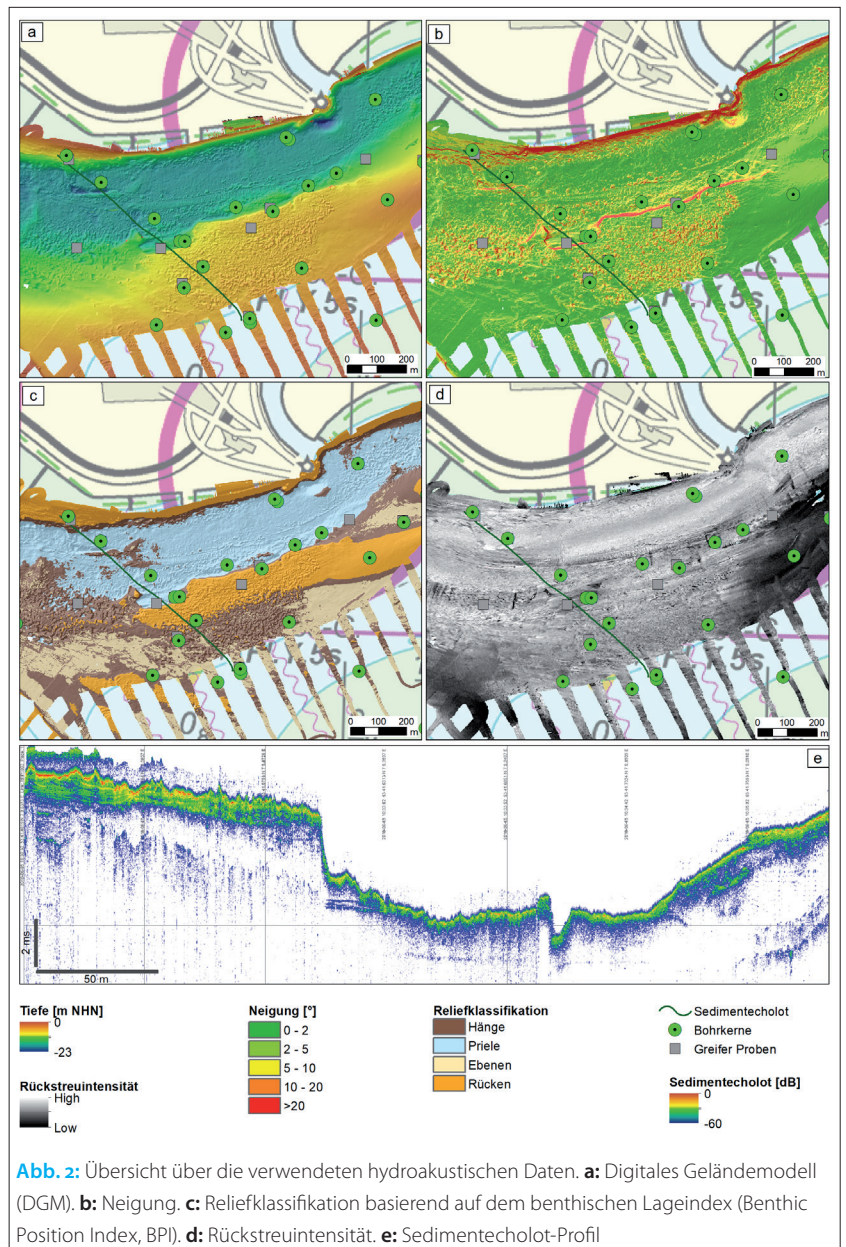 a
b
0 100 200
m
0 100 200
m
c
d
0 100 200
m
0 100 200
m
e
2 ms
50 m
Tiefe [m NHN]
0
-23
Rückstreuintensität
High
Low
Neigung [°]
0 - 2
2 - 5
5 - 10
10 - 20
>20
Reliefklassifikation
Hänge
Priele
Ebenen
Rücken
Sedimentecholot
Bohrkerne
Greifer Proben
Sedimentecholot [dB]
0
-60
Abb. 2: Übersicht über die verwendeten hydroakustischen Daten. a: Digitales Geländemodell
(DGM). b: Neigung. c: Reliefklassifikation basierend auf dem benthischen Lageindex (Benthic
Position Index, BPI). d: Rückstreuintensität. e: Sedimentecholot-Profil